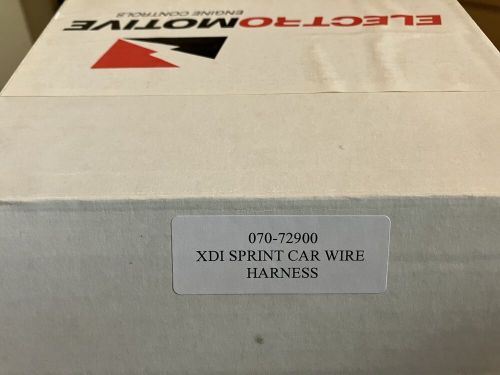 ELECTROMOTIVE
ENGINE CONTROLS
070-72900
XDI SPRINT CAR WIRE
HARNESS